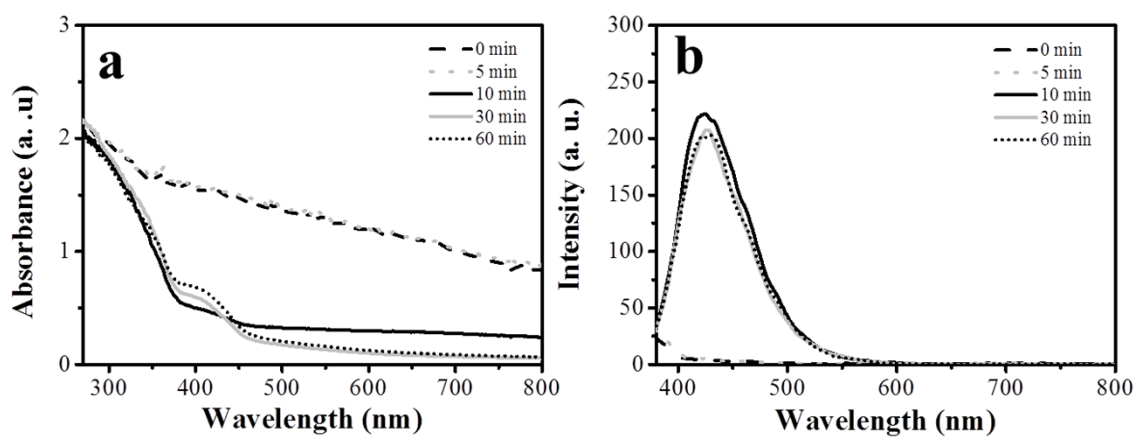 a
Absorbance (a. .u)
3
2
1
0
0 min
5 min
10 min
30 min
60 min
300 400 500 600 700 800
Wavelength (nm)
b
Intensity (a. u.)
300
250
200
150
100
50
0
0 min
5 min
10 min
30 min
60 min
400 500 600 700 800
Wavelength (nm)